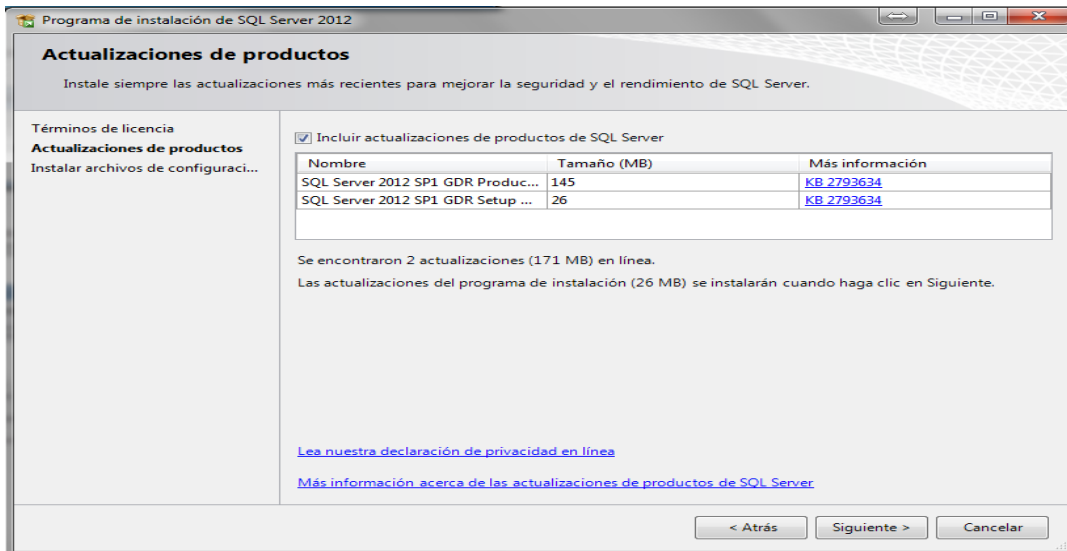 Programa de instalación de SQL Server 2012
Actualizaciones de productos
Instale siempre las actualizaciones más recientes para mejorar la seguridad y el rendimiento de SQL Server.
Términos de licencia
Actualizaciones de productos
Instalar archivos de configuraci...
Incluir actualizaciones de productos de SQL Server
Nombre Tamaño (MB) Más información
SQL Server 2012 SP1 GDR Produc... 145 KB 2793634
SQL Server 2012 SP1 GDR Setup ... 26 KB 2793634
Se encontraron 2 actualizaciones (171 MB) en línea.
Las actualizaciones del programa de instalación (26 MB) se instalarán cuando haga clic en Siguiente.
Lea nuestra declaración de privacidad en línea
Más información acerca de las actualizaciones de productos de SQL Server
< Atrás Siguiente > Cancelar